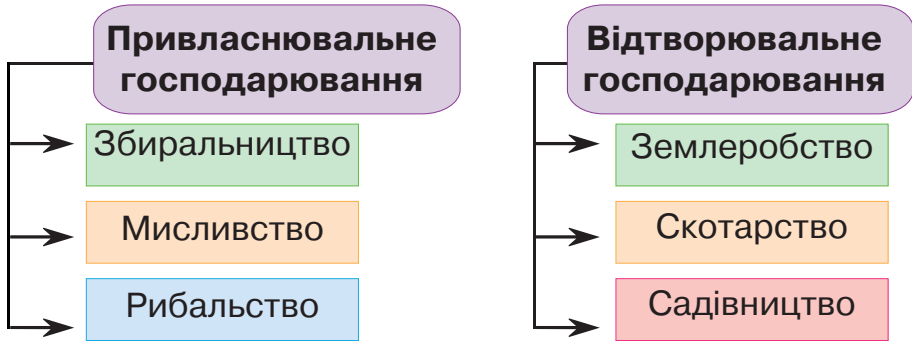 Привласнювальне
господарювання
Збиральництво
Мисливство
Рибальство
Відтворювальне
господарювання
Землеробство
Скотарство
Садівництво